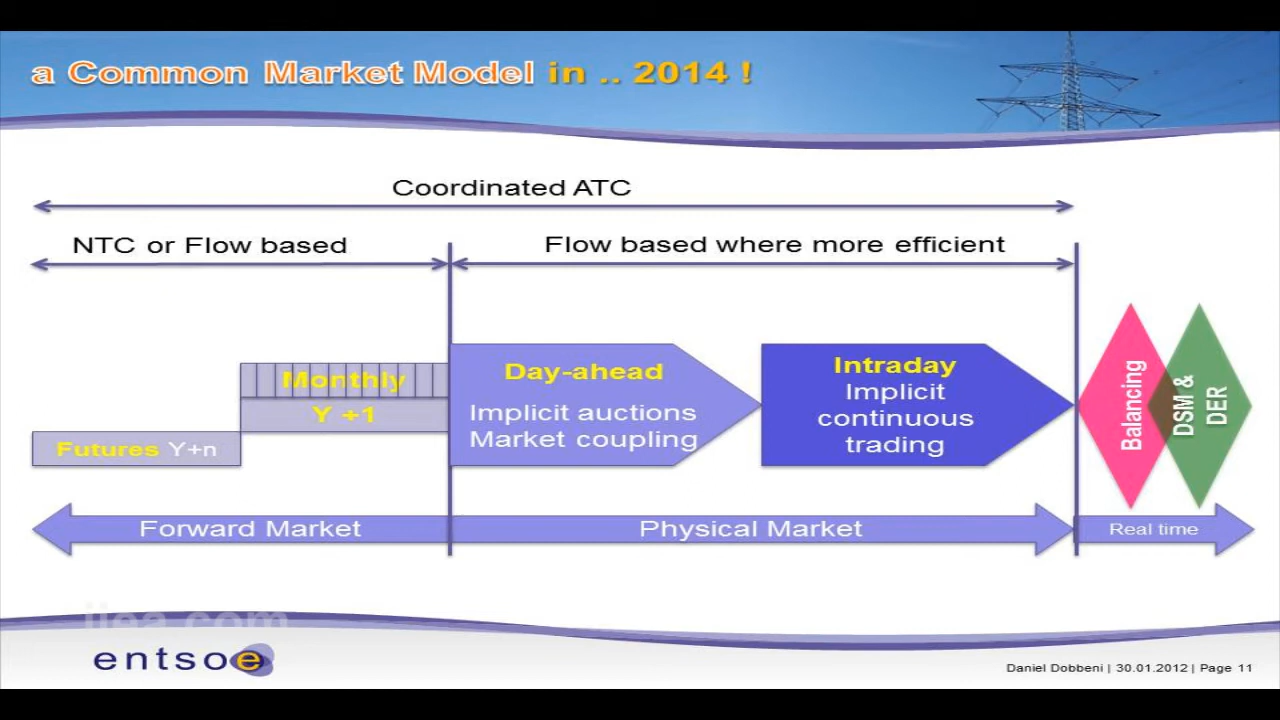 a Common Market Model in .. 2014 !
Coordinated ATC
NTC or Flow based
Flow based where more efficient
Monthly
Y +1
Futures Y+n
Day-ahead
Implicit auctions
Market coupling
Intraday
Implicit
continuous
trading
Balancing
DSM &
DER
Forward Market
Physical Market
Real time
iiea.com
entsoe
Daniel Dobbeni | 30.01.2012 | Page 11